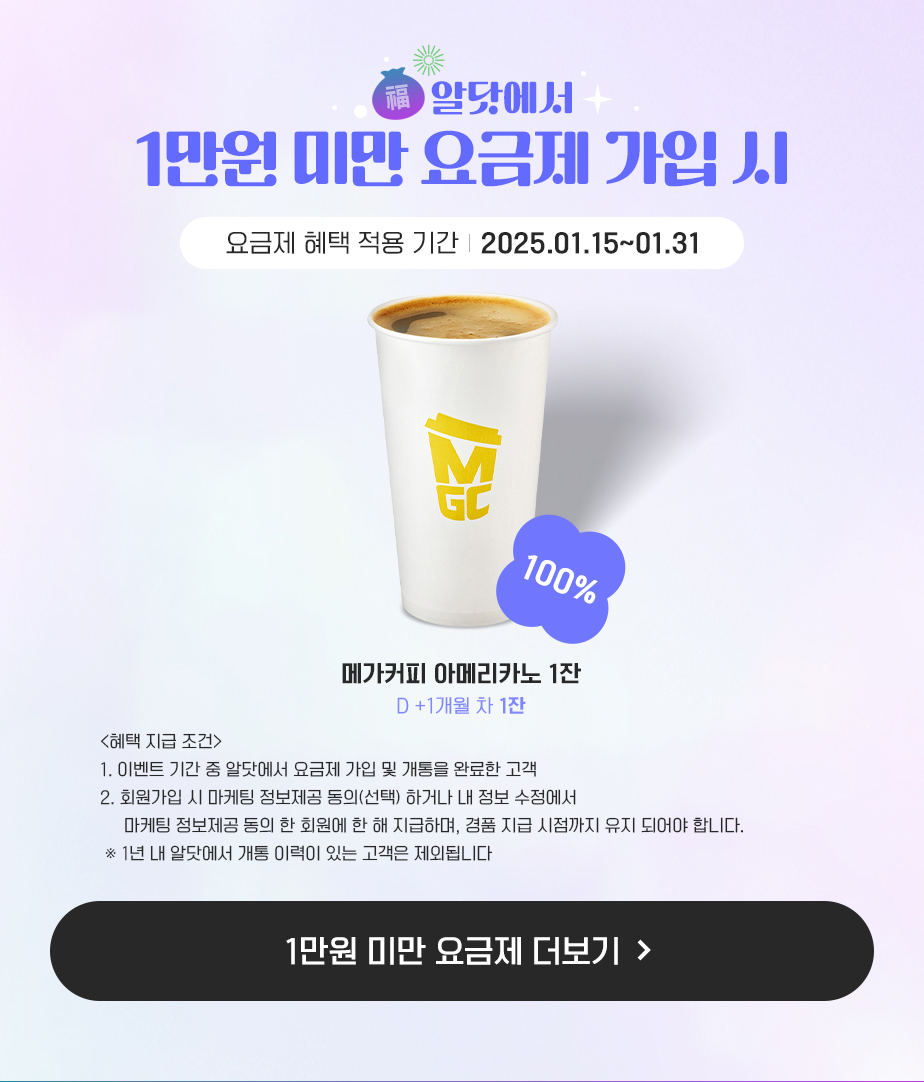 福 알닷에서
1만원 미만 요금제 가입 시
요금제 혜택 적용 기간 | 2025.01.15~01.31
M
GC
100%
메가커피 아메리카노 1잔
D +1개월 차 1잔
<혜택 지급 조건>
1. 이벤트 기간 중 알닷에서 요금제 가입 및 개통을 완료한 고객
2. 회원가입 시 마케팅 정보제공 동의(선택) 하거나 내 정보 수정에서
마케팅 정보제공 동의 한 회원에 한 해 지급하며, 경품 지급 시점까지 유지 되어야 합니다.
※ 1년 내 알닷에서 개통 이력이 있는 고객은 제외됩니다
1만원 미만 요금제 더보기 >